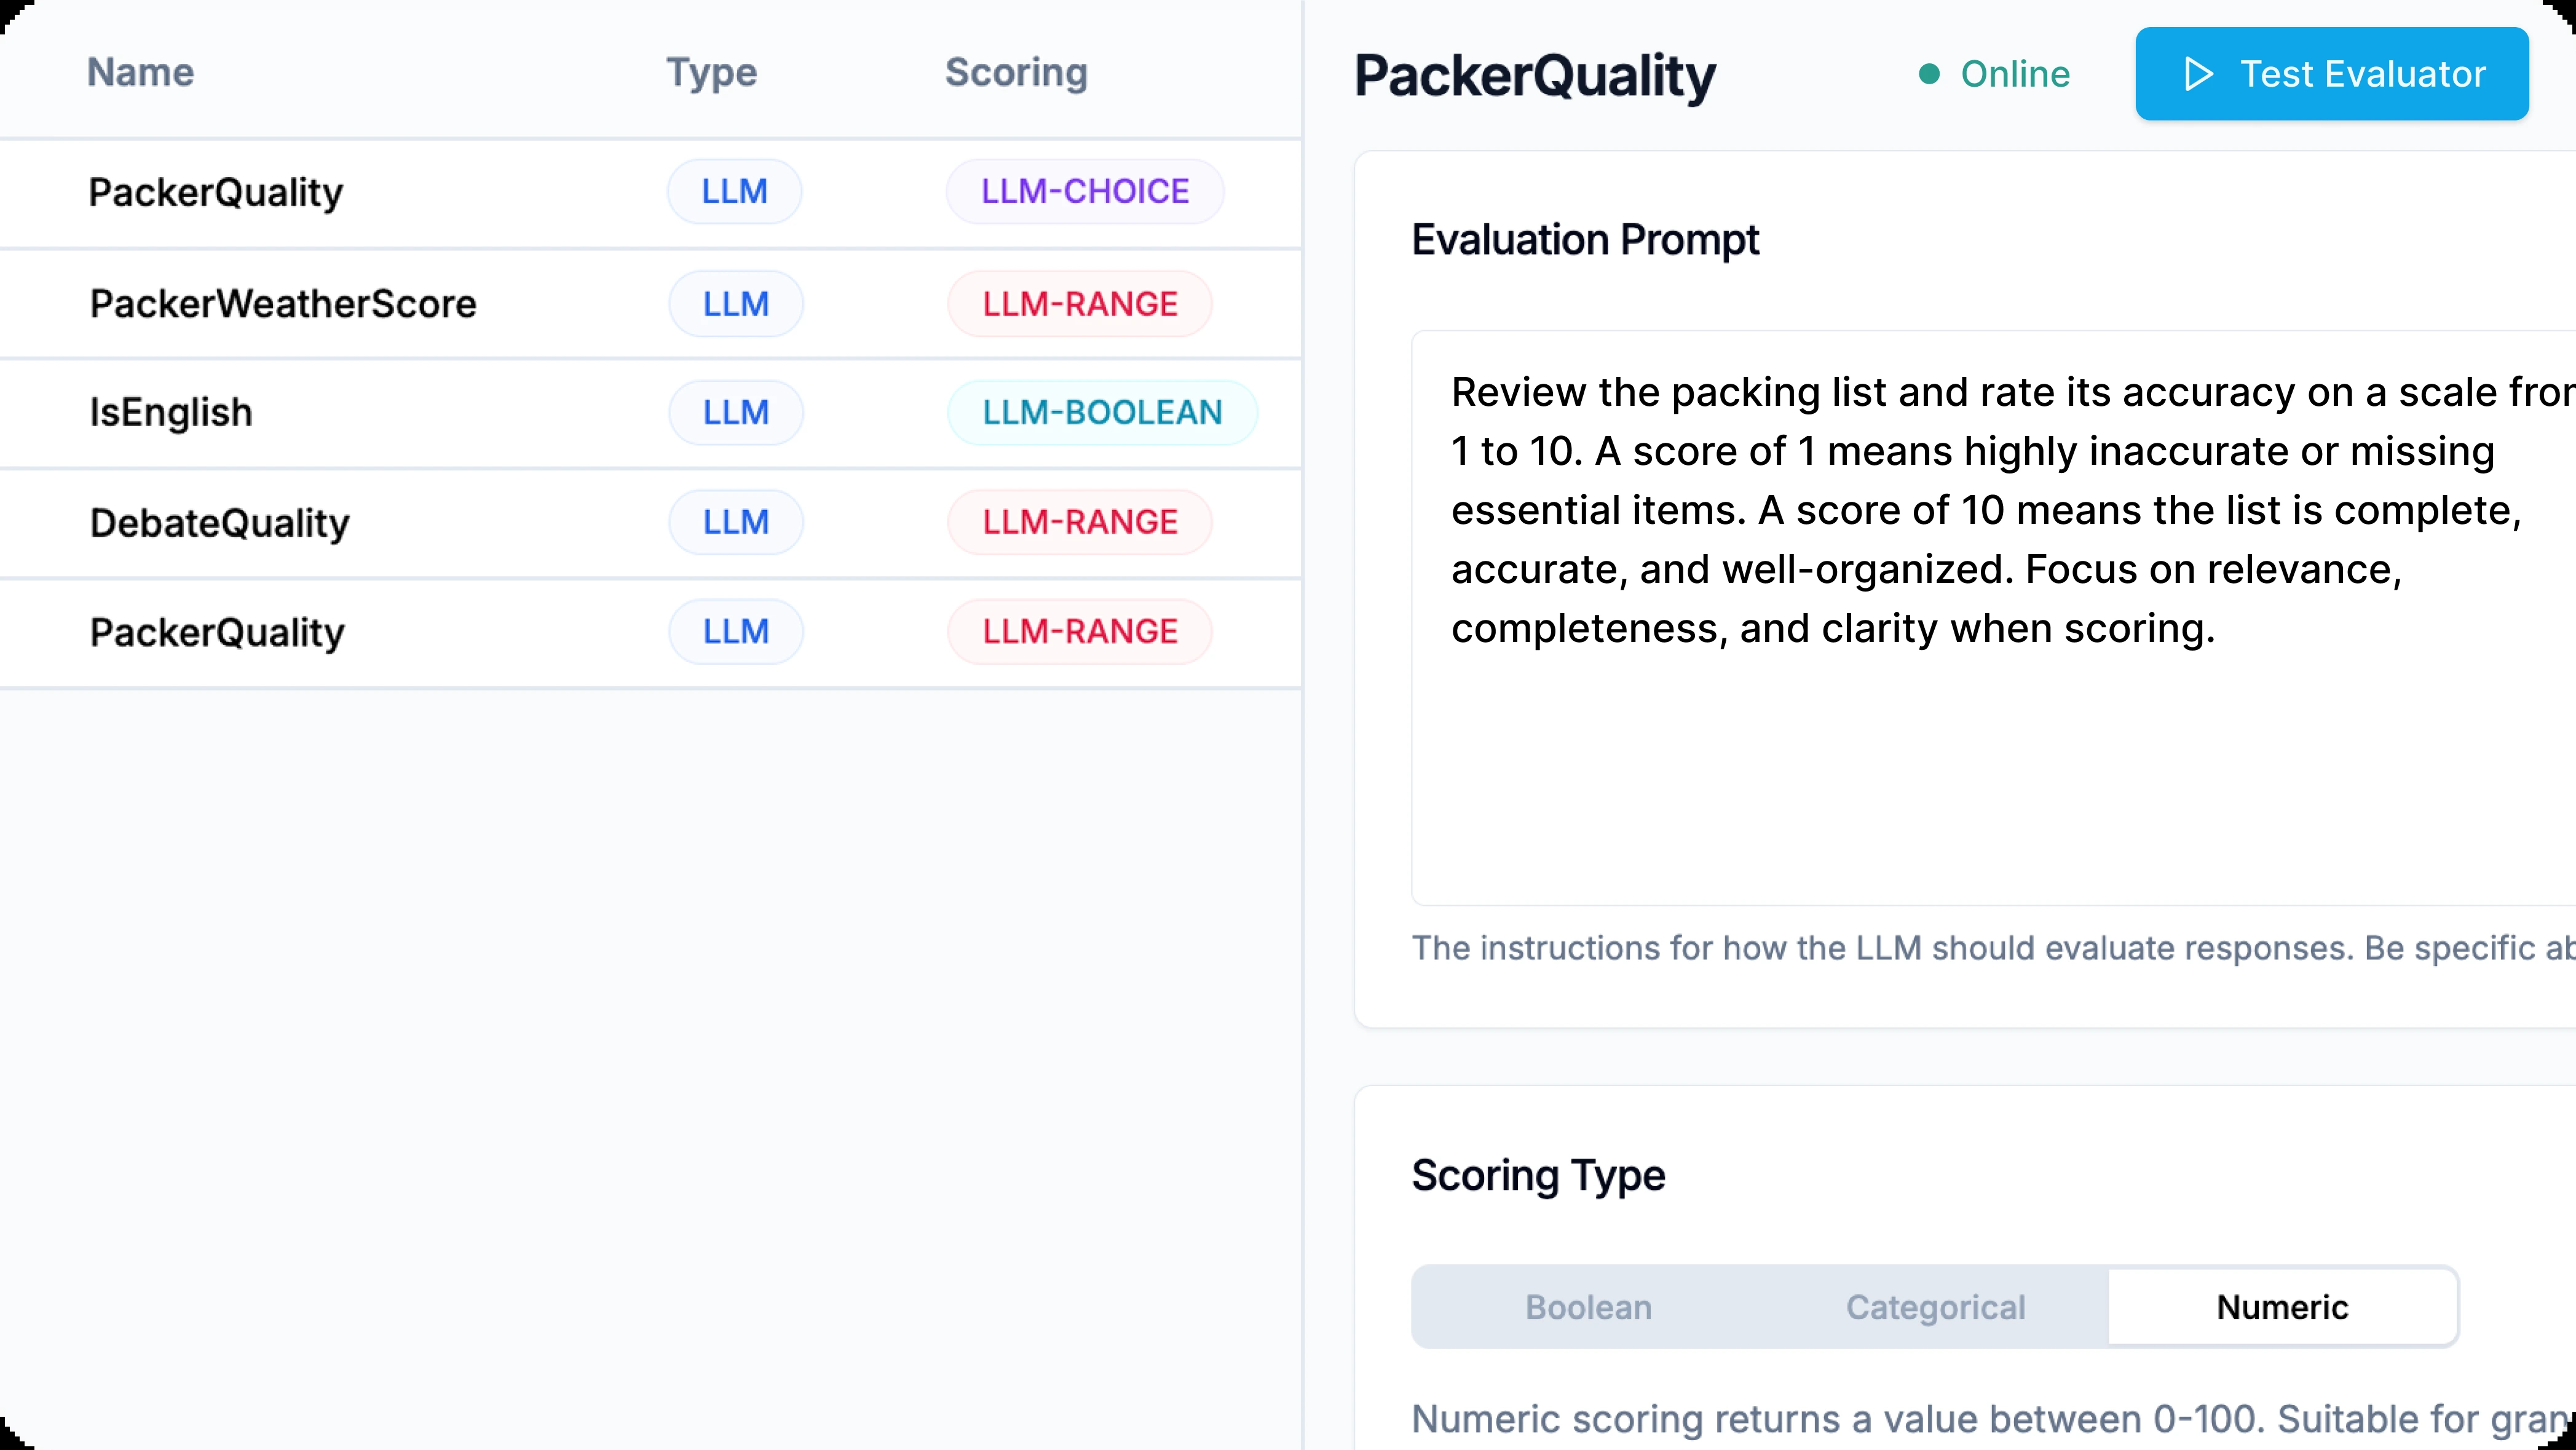 Name Type Scoring
PackerQuality LLM LLM-CHOICE
PackerWeatherScore LLM LLM-RANGE
IsEnglish LLM LLM-BOOLEAN
DebateQuality LLM LLM-RANGE
PackerQuality LLM LLM-RANGE
PackerQuality Online Test Evaluator
Evaluation Prompt
Review the packing list and rate its accuracy on a scale
1 to 10. A score of 1 means highly inaccurate or missing
essential items. A score of 10 means the list is complete,
accurate, and well-organized. Focus on relevance,
completeness, and clarity when scoring.
The instructions for how the LLM should evaluate responses. Be specific
Scoring Type
Boolean Categorical Numeric
Numeric scoring returns a value between 0-100. Suitable for